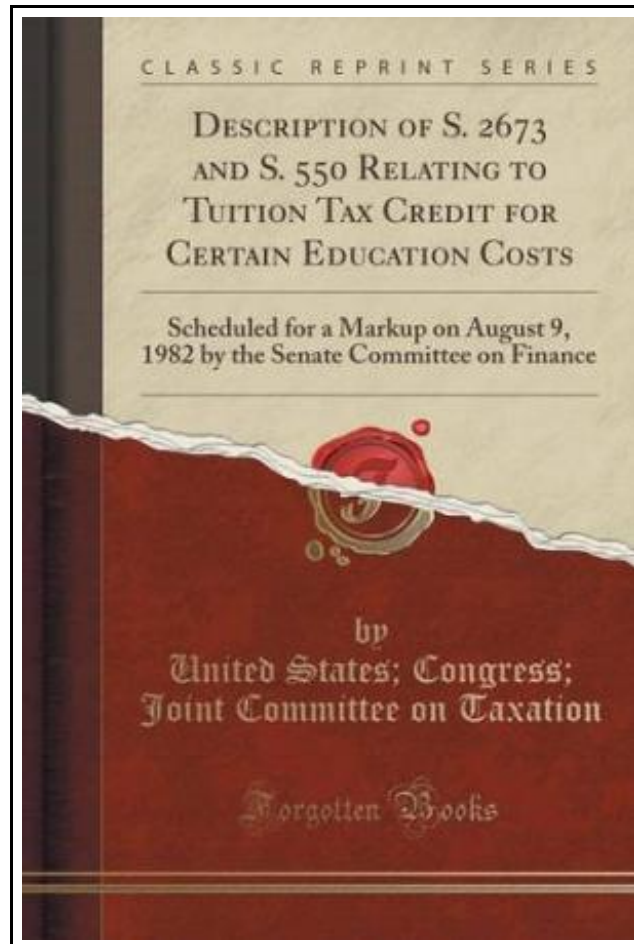 CLASSIC REPRINT SERIES
DESCRIPTION OF S. 2673
AND S. 550 RELATING TO
TUITION TAX CREDIT FOR
CERTAIN EDUCATION COSTS
Scheduled for a Markup on August 9,
1982 by the Senate Committee on Finance
by
United States; Congress;
Joint Committee on Taxation
Forgotten Books